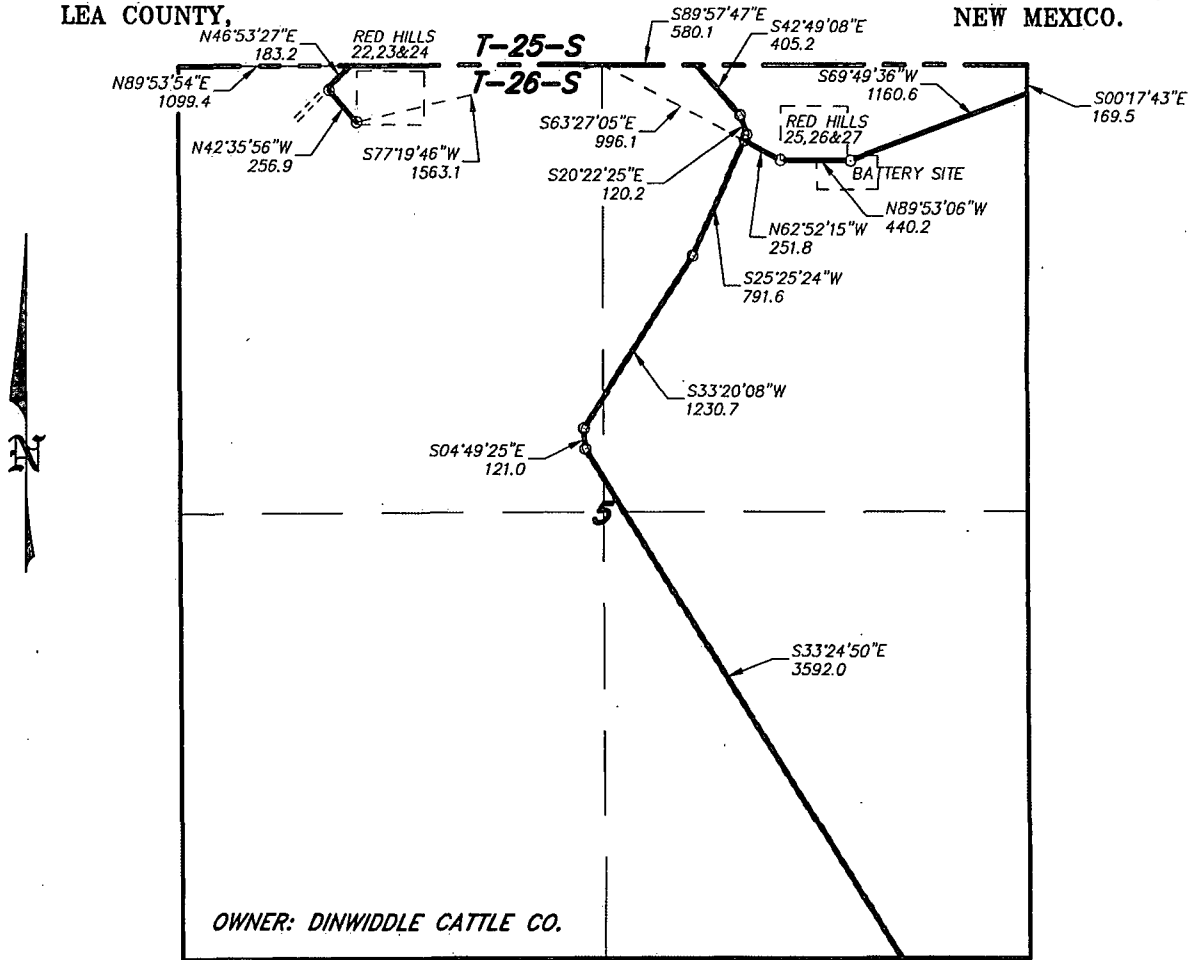 LEA COUNTY,
NEW MEXICO.
S89°57'47"E
580.1
S42°49'08"E
405.2
N46°53'27"E
183.2
RED HILLS
22,23&24
T-25-S
T-26-S
N89°53'54"E
1099.4
S69°49'36"W
1160.6
S00°17'43"E
169.5
S63°27'05"E
996.1
RED HILLS
25,26&27
N42°35'56"W
256.9
S77°19'46"W
1563.1
S20°22'25"E
120.2
BATTERY SITE
N89°53'06"W
440.2
N62°52'15"W
251.8
S25°25'24"W
791.6
S33°20'08"W
1230.7
S04°49'25"E
121.0
N
5
S33°24'50"E
3592.0
OWNER: DINWIDDLE CATTLE CO.